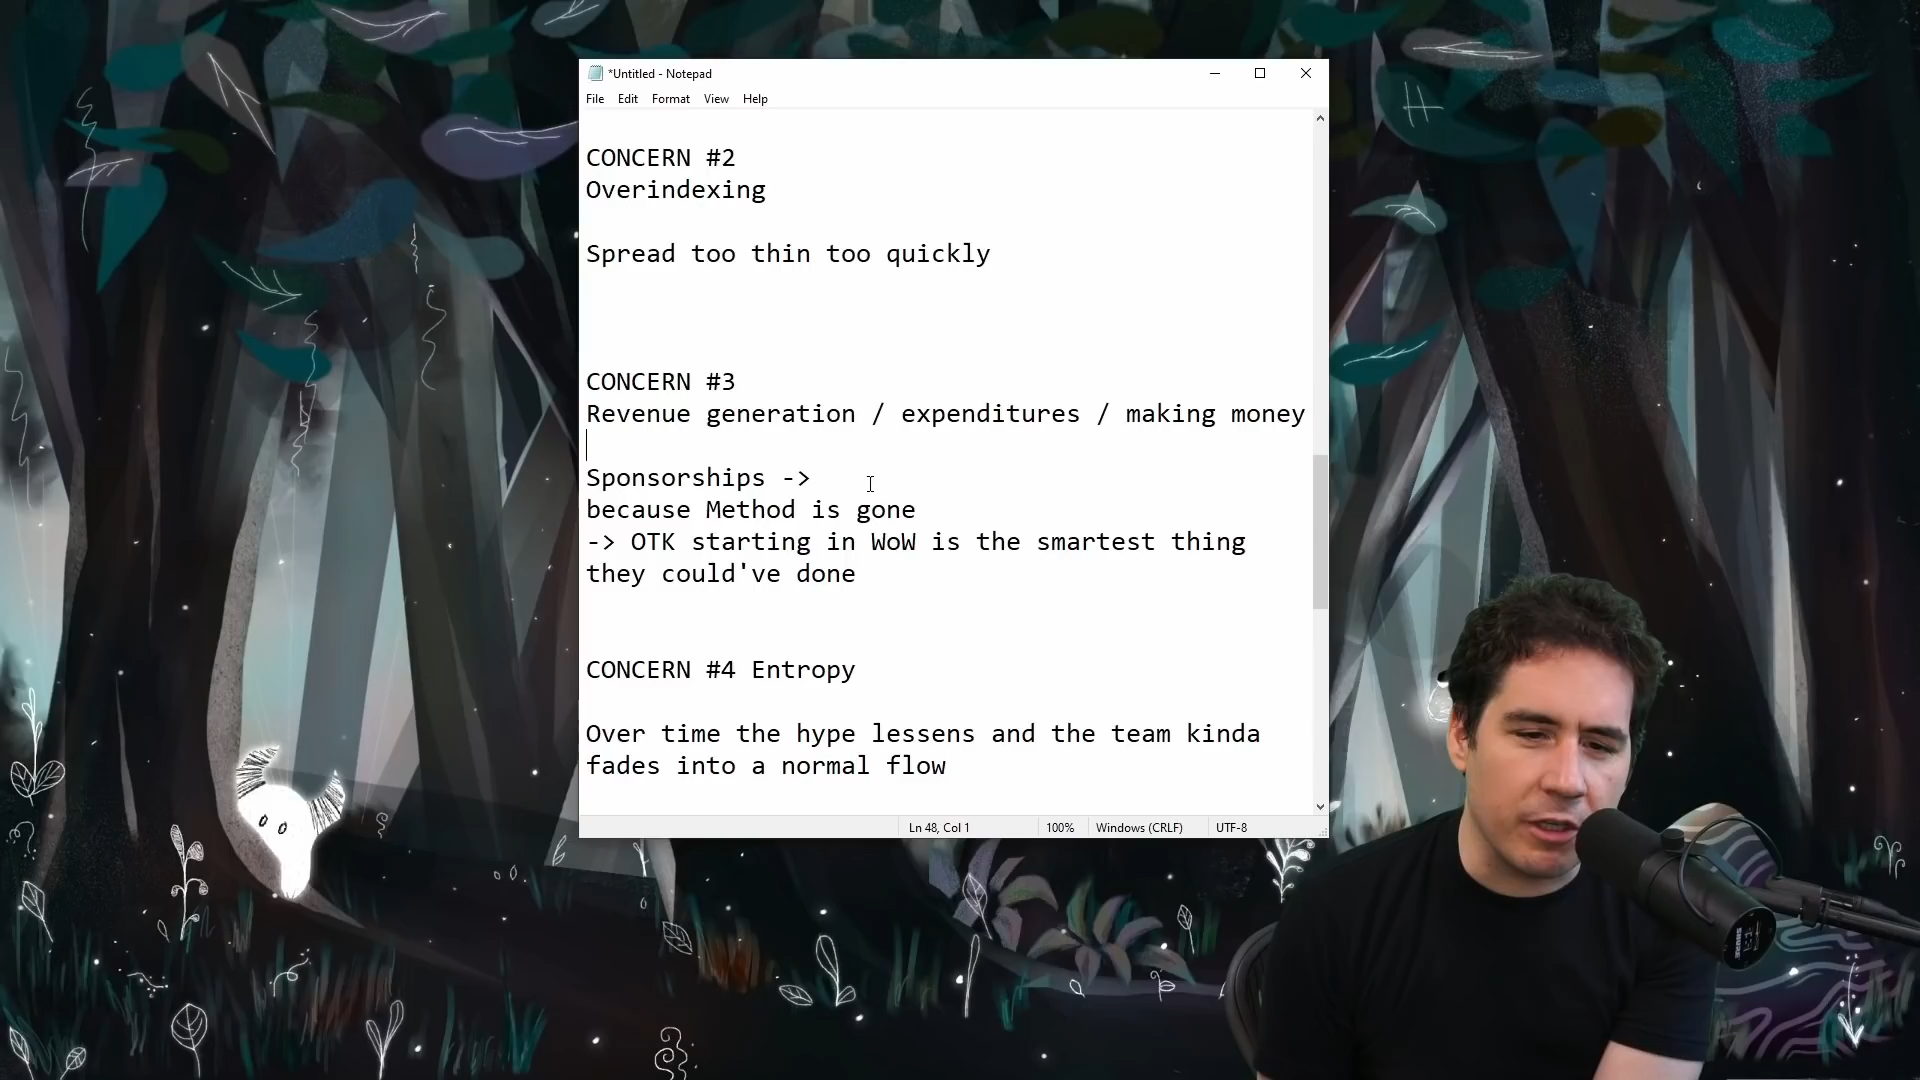 *Untitled - Notepad
File Edit Format View Help
CONCERN #2
Overindexing
Spread too thin too quickly
CONCERN #3
Revenue generation / expenditures / making money
Sponsorships ->
because Method is gone
-> OTK starting in WoW is the smartest thing
they could've done
CONCERN #4 Entropy
Over time the hype lessens and the team kinda
fades into a normal flow
Ln 48, Col 1 100% Windows (CRLF) UTF-8
SHURE